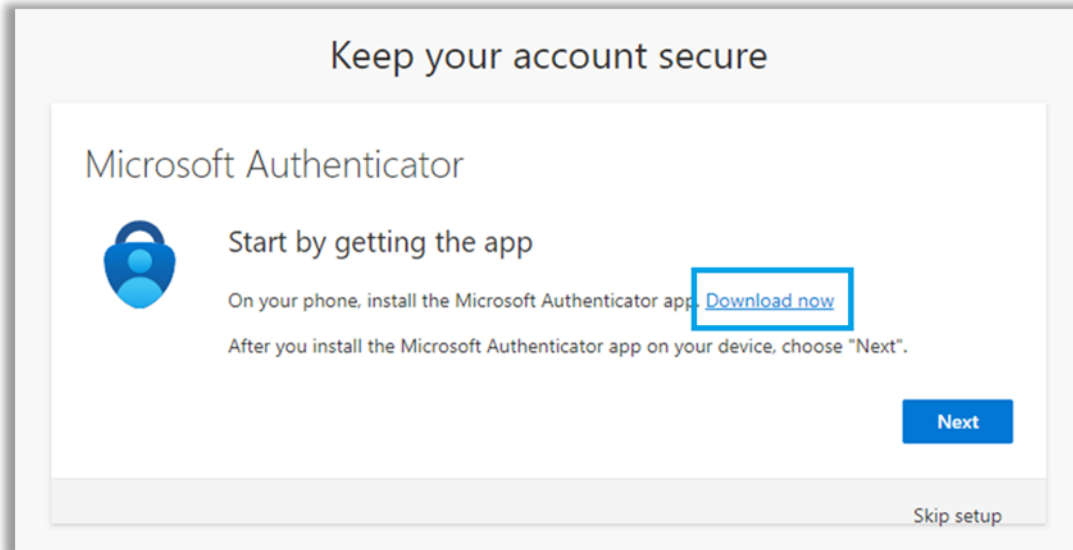 Keep your account secure
Microsoft Authenticator
Start by getting the app
On your phone, install the Microsoft Authenticator app. Download now
After you install the Microsoft Authenticator app on your device, choose "Next".
Next
Skip setup